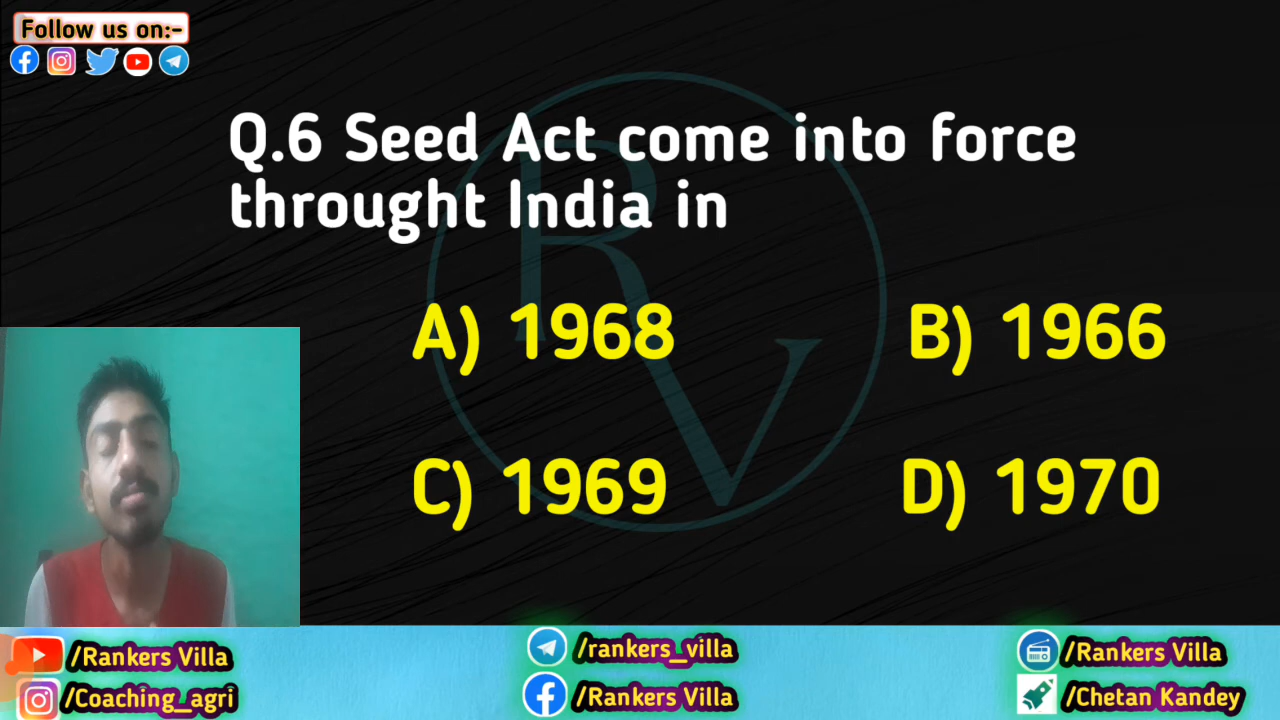 Follow us on:-
Q.6 Seed Act come into force
throught India in
A) 1968
B) 1966
C) 1969
D) 1970
/Rankers Villa
/rankers_villa
/Rankers Villa
/Coaching_agri
/Rankers Villa
/Chetan Kandey
RV